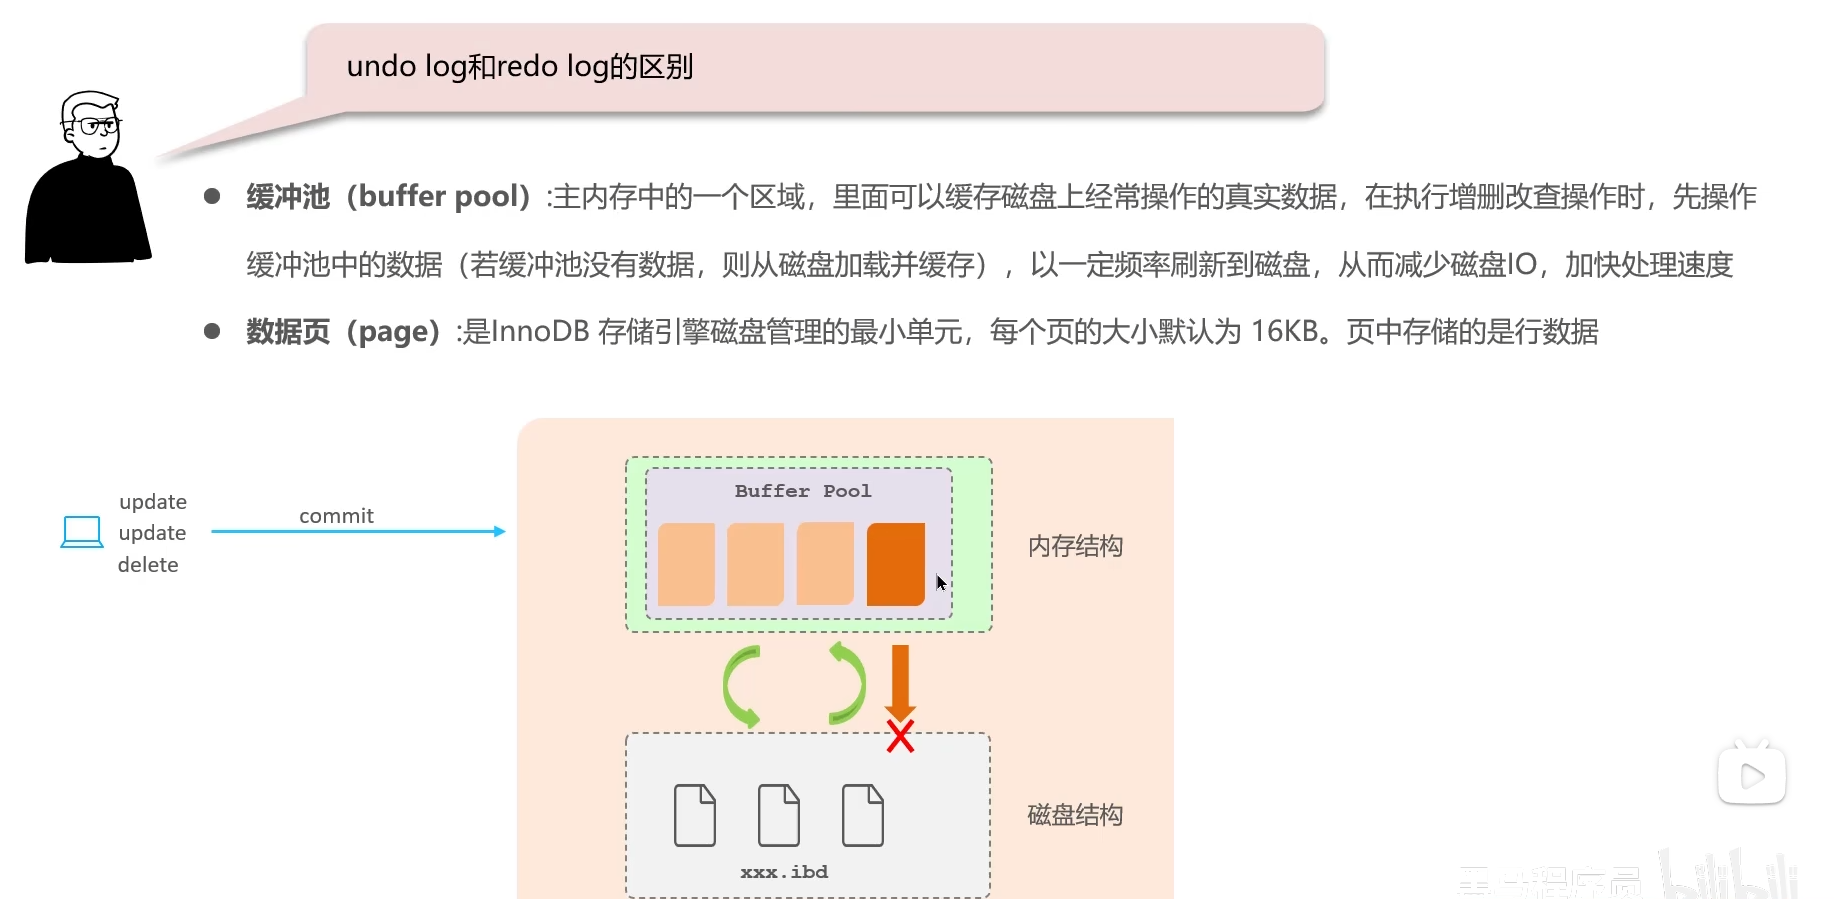 undo log和redo log的区别
缓冲池（buffer pool）:主内存中的一个区域，里面可以缓存磁盘上经常操作的真实数据，在执行增删改查操作时，先操作
缓冲池中的数据（若缓冲池没有数据，则从磁盘加载并缓存），以一定频率刷新到磁盘，从而减少磁盘IO，加快处理速度
数据页（page）:是InnoDB 存储引擎磁盘管理的最小单元，每个页的大小默认为 16KB。页中存储的是行数据
Buffer Pool
update
commit
update
delete
内存结构
磁盘结构
xxx.ibd
黑马程序员 bilibili